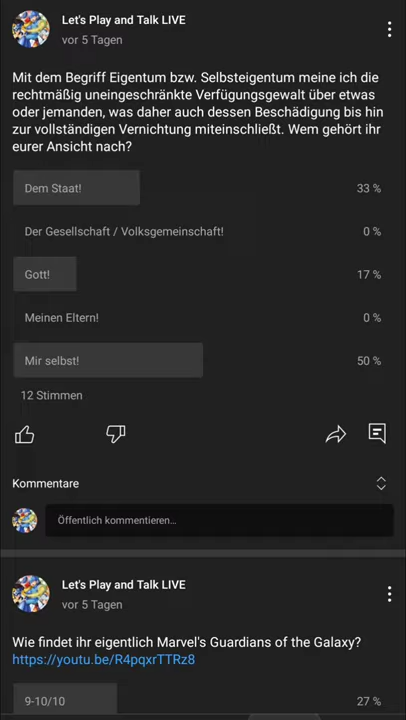 Let's Play and Talk LIVE
vor 5 Tagen
Mit dem Begriff Eigentum bzw. Selbsteigentum meine ich die
rechtmäßig uneingeschränkte Verfügungsgewalt über etwas
oder jemanden, was daher auch dessen Beschädigung bis hin
zur vollständigen Vernichtung miteinschließt. Wem gehört ihr
eurer Ansicht nach?
Dem Staat! 33 %
Der Gesellschaft / Volksgemeinschaft! 0 %
Gott! 17 %
Meinen Eltern! 0 %
Mir selbst! 50 %
12 Stimmen
Kommentare
Öffentlich kommentieren...
Let's Play and Talk LIVE
vor 5 Tagen
Wie findet ihr eigentlich Marvel's Guardians of the Galaxy?
https://youtu.be/R4pqxrTTRz8
9-10/10 27 %